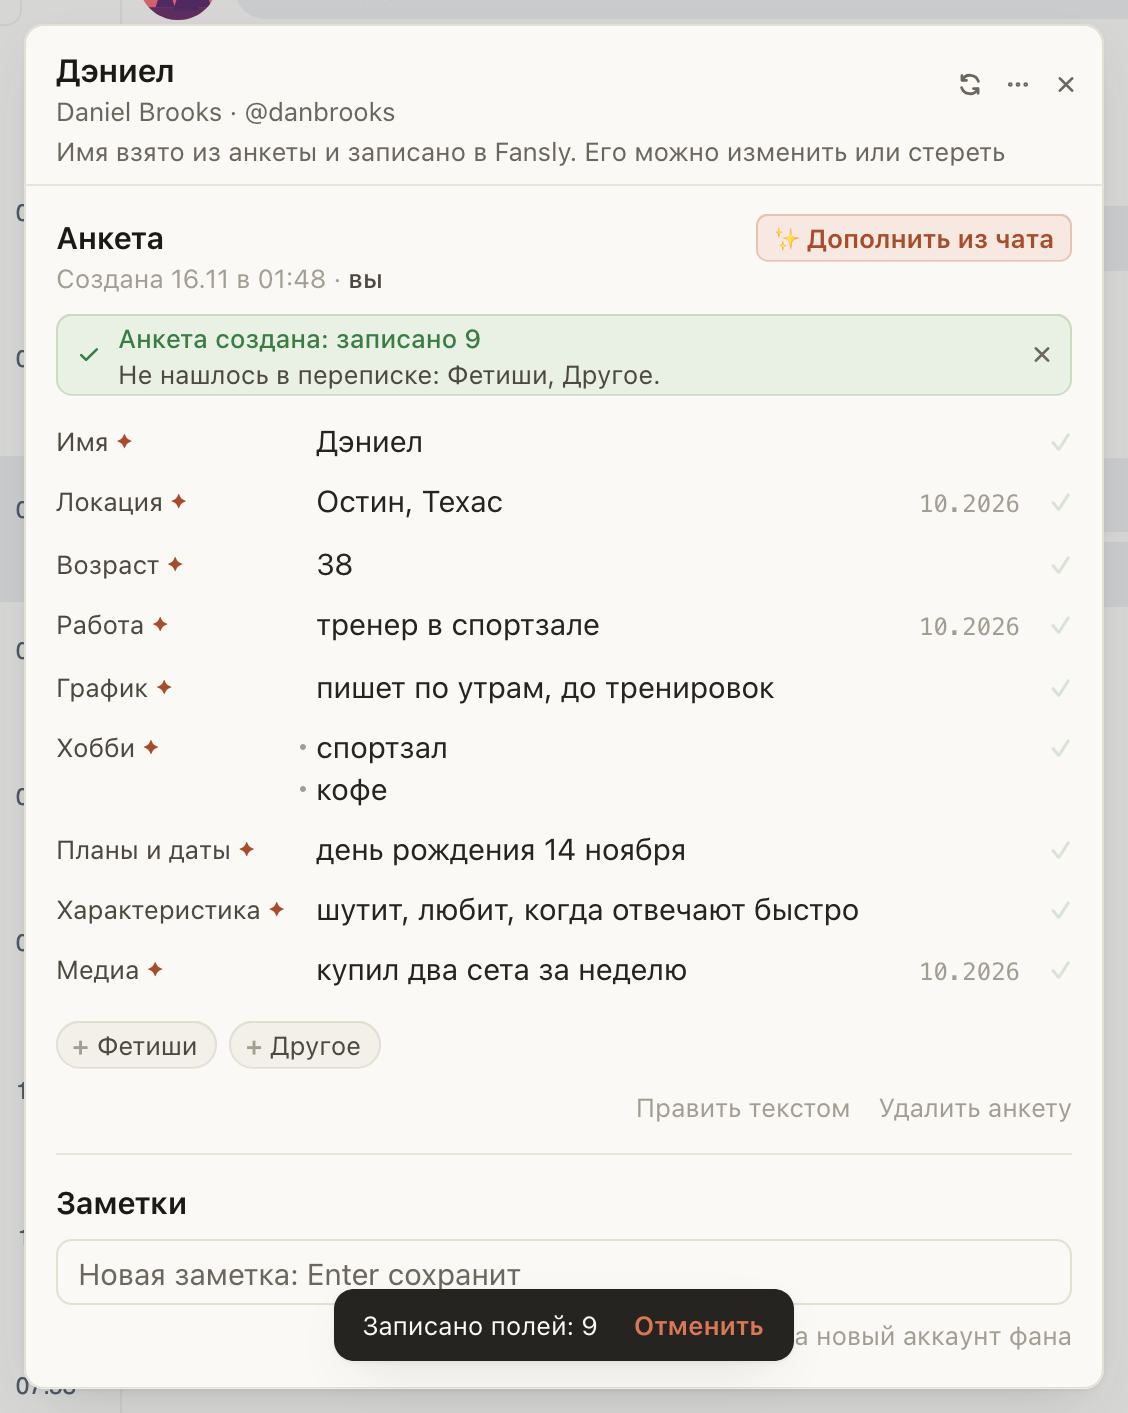 Дэниел
Daniel Brooks · @danbrooks
Имя взято из анкеты и записано в Fansly. Его можно изменить или стереть
Анкета
✨ Дополнить из чата
Создана 16.11 в 01:48 · вы
Анкета создана: записано 9
Не нашлось в переписке: Фетиши, Другое.
Имя ✦ Дэниел
Локация ✦ Остин, Техас 10.2026
Возраст ✦ 38
Работа ✦ тренер в спортзале 10.2026
График ✦ пишет по утрам, до тренировок
Хобби ✦ • спортзал
• кофе
Планы и даты ✦ день рождения 14 ноября
Характеристика ✦ шутит, любит, когда отвечают быстро
Медиа ✦ купил два сета за неделю 10.2026
+ Фетиши + Другое
Править текстом Удалить анкету
Заметки
Новая заметка: Enter сохранит
Записано полей: 9 Отменить
новый аккаунт фана